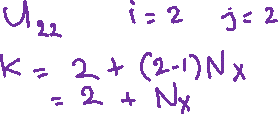 U₂₂ i = 2 j = 2
K = 2 + (2-1) Nx
= 2 + Nx